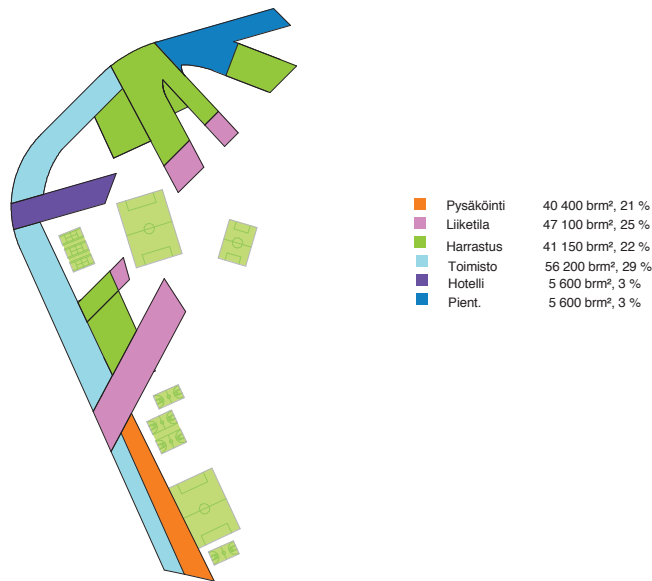 Pysäköinti 40 400 brm², 21 %
Liiketila 47 100 brm², 25 %
Harrastus 41 150 brm², 22 %
Toimisto 56 200 brm², 29 %
Hotelli 5 600 brm², 3 %
Pient. 5 600 brm², 3 %